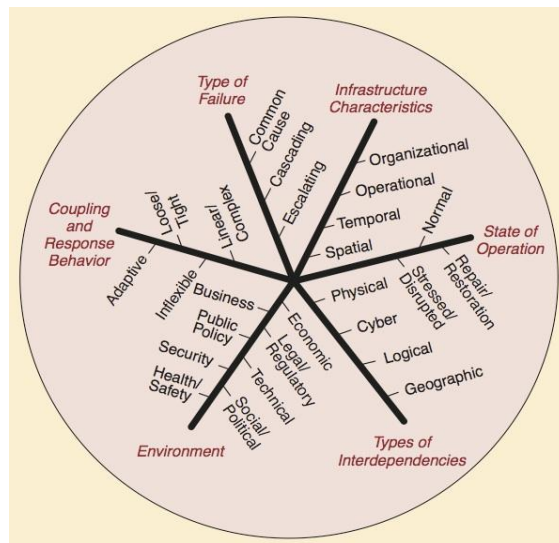 Type of
Failure
Common
Cause
Cascading
Escalating
Infrastructure
Characteristics
Organizational
Operational
Temporal
Spatial
State of
Operation
Normal
Stressed/
Disrupted
Repair/
Restoration
Types of
Interdependencies
Physical
Cyber
Logical
Geographic
Environment
Economic
Legal/
Regulatory
Technical
Social/
Political
Business
Public
Policy
Security
Health/
Safety
Coupling
and
Response
Behavior
Adaptive
Loose/
Tight
Inflexible
Linear/
Complex